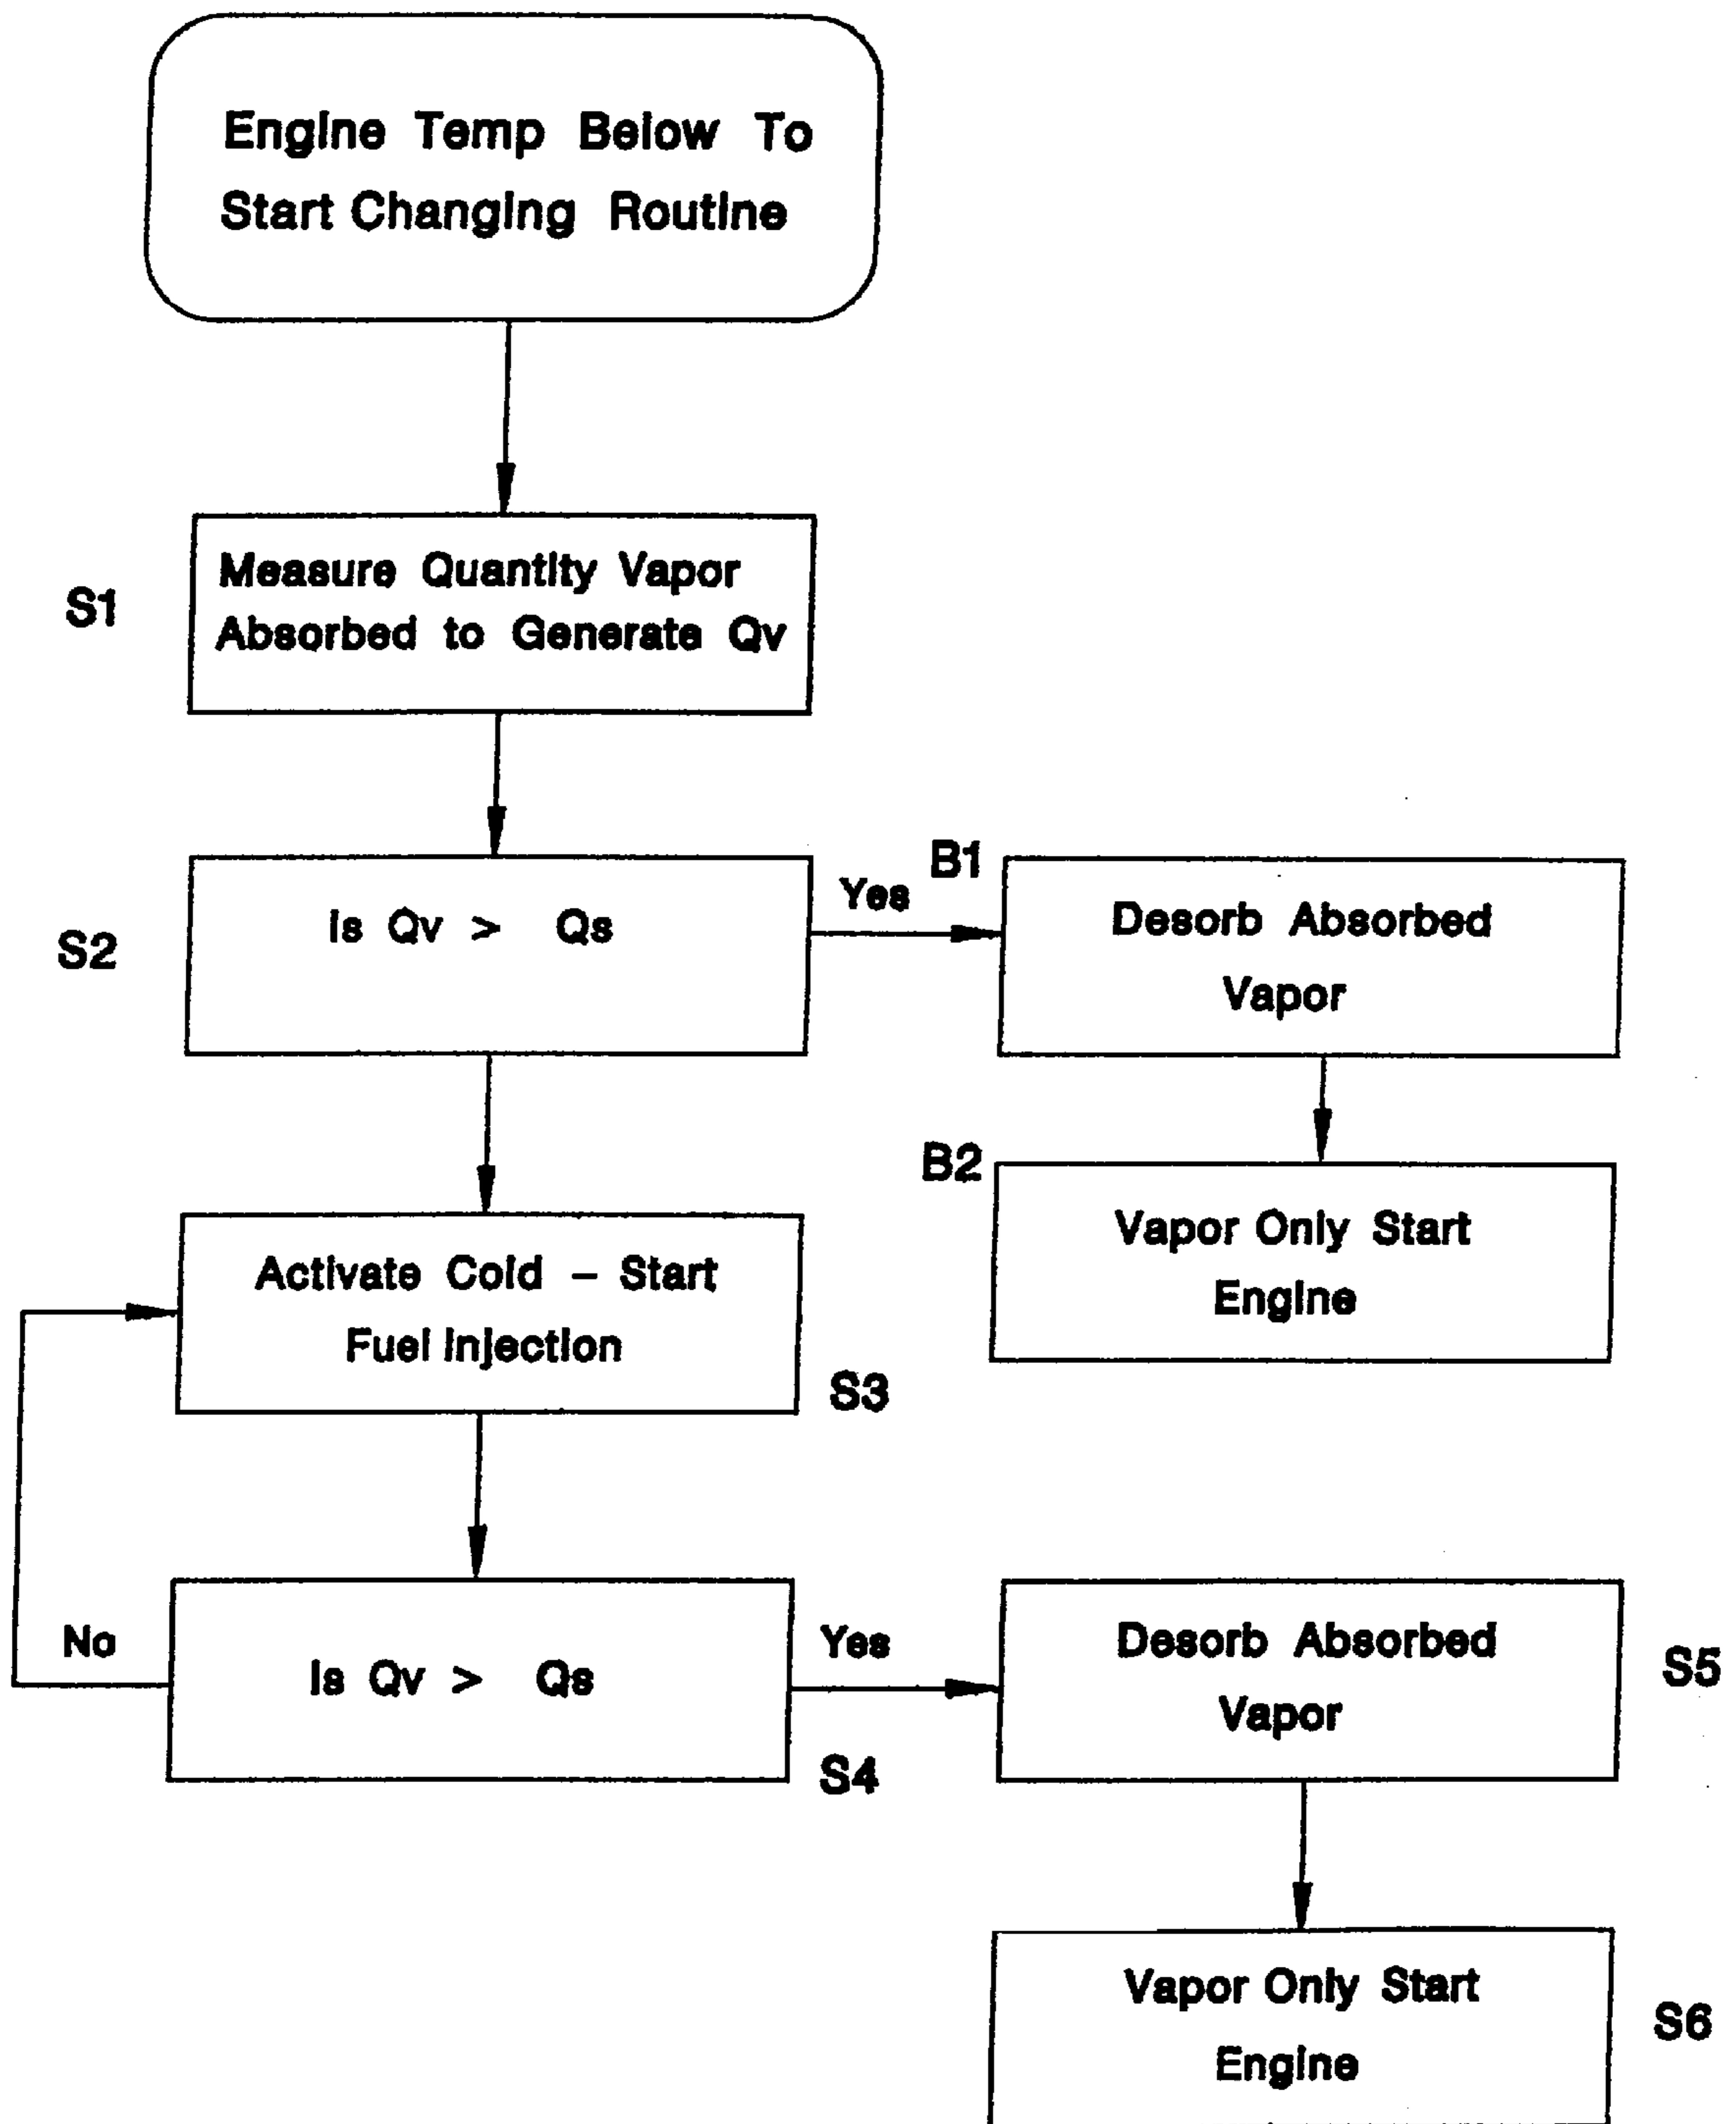 Engine Temp Below To
Start Changing Routine
S1
Measure Quantity Vapor
Absorbed to Generate Qv
S2
Is Qv > Qs
Yes
B1
Desorb Absorbed
Vapor
B2
Vapor Only Start
Engine
Activate Cold – Start
Fuel Injection
S3
No
Is Qv > Qs
Yes
S4
Desorb Absorbed
Vapor
S5
Vapor Only Start
Engine
S6